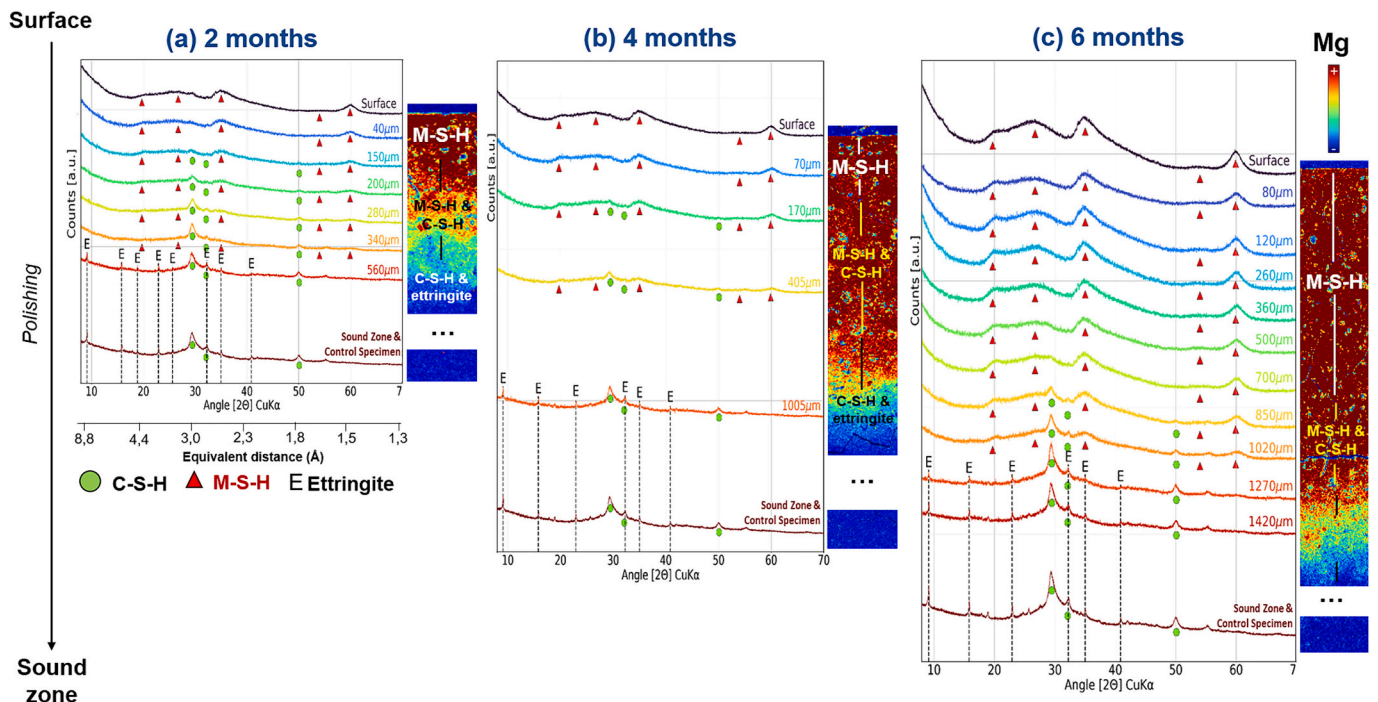 Surface
Polishing
Sound
zone
(a) 2 months
Counts [a.u.]
Surface
40μm
150μm
200μm
280μm
340μm
560μm
E E E E E E E E
Sound Zone &
Control Specimen
10 20 30 40 50 60 7
Angle [2Θ] CuKα
8,8 4,4 3,0 2,3 1,8 1,5 1,3
Equivalent distance (Å)
C-S-H M-S-H E Ettringite
M-S-H
M-S-H &
C-S-H
C-S-H &
ettringite
...
(b) 4 months
Counts [a.u.]
Surface
70μm
170μm
405μm
1005μm
E E E E E E
Sound Zone &
Control Specimen
10 20 30 40 50 60 70
Angle [2Θ] CuKα
M-S-H
M-S-H &
C-S-H
C-S-H &
ettringite
...
(c) 6 months
Counts [a.u.]
Surface
80μm
120μm
260μm
360μm
500μm
700μm
850μm
1020μm
1270μm
1420μm
E E E E E E
Sound Zone &
Control Specimen
10 20 30 40 50 60 7
Angle [2Θ] CuKα
Mg
+
-
M-S-H
M-S-H &
C-S-H
...